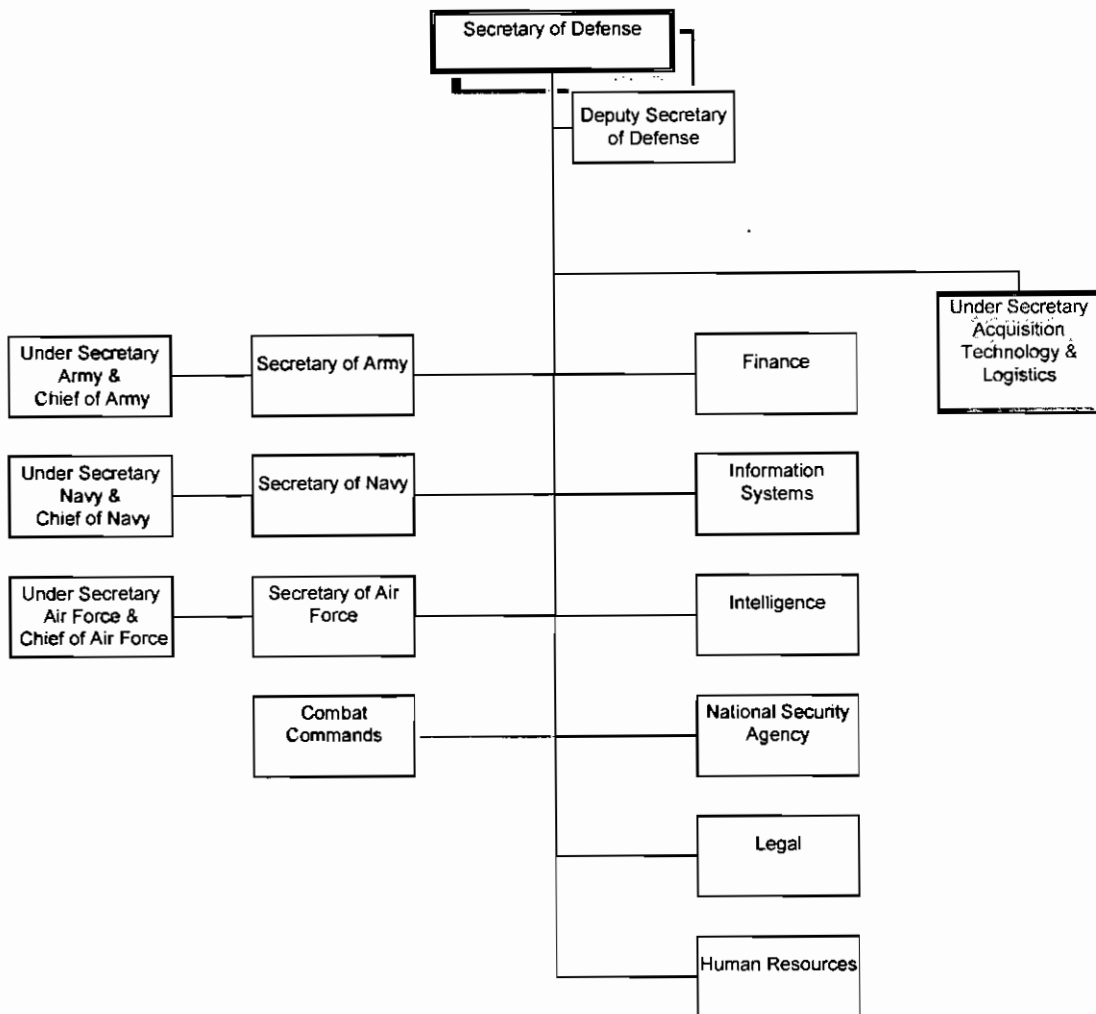 Secretary of Defense
Deputy Secretary
of Defense
Under Secretary
Acquisition
Technology &
Logistics
Under Secretary
Army &
Chief of Army
Secretary of Army
Finance
Under Secretary
Navy &
Chief of Navy
Secretary of Navy
Information
Systems
Under Secretary
Air Force &
Chief of Air Force
Secretary of Air
Force
Intelligence
Combat
Commands
National Security
Agency
Legal
Human Resources